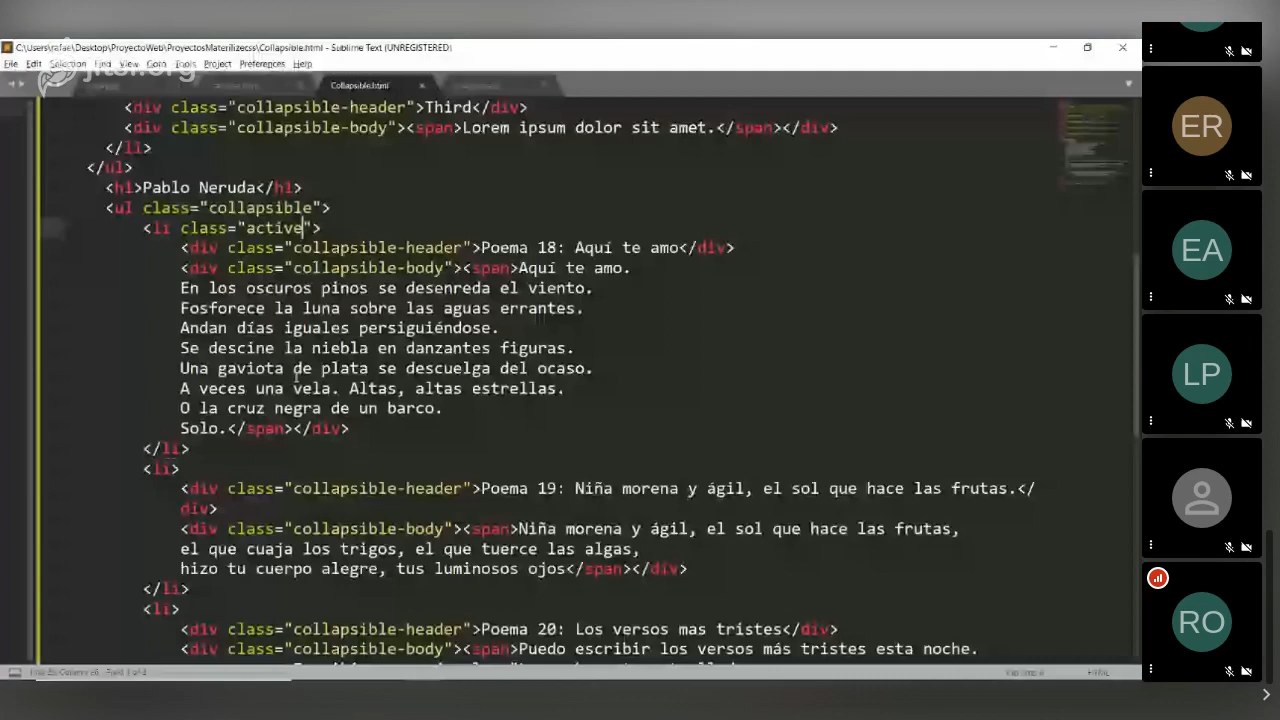 C:\Users\rafae\Desktop\ProyectoWeb\ProyectosMaterilizecss\Collapsible.html - Sublime Text (UNREGISTERED)
File Edit Selection Find View Goto Tools Project Preferences Help
jitsi.org
Collapsible.html
<div class="collapsible-header">Third</div>
<div class="collapsible-body"><span>Lorem ipsum dolor sit amet.</span></div>
</li>
</ul>
<h1>Pablo Neruda</h1>
<ul class="collapsible">
<li class="active">
<div class="collapsible-header">Poema 18: Aquí te amo</div>
<div class="collapsible-body"><span>Aquí te amo.
En los oscuros pinos se desenreda el viento.
Fosforece la luna sobre las aguas errantes.
Andan días iguales persiguiéndose.
Se descine la niebla en danzantes figuras.
Una gaviota de plata se descuelga del ocaso.
A veces una vela. Altas, altas estrellas.
O la cruz negra de un barco.
Solo.</span></div>
</li>
<li>
<div class="collapsible-header">Poema 19: Niña morena y ágil, el sol que hace las frutas.</
div>
<div class="collapsible-body"><span>Niña morena y ágil, el sol que hace las frutas,
el que cuaja los trigos, el que tuerce las algas,
hizo tu cuerpo alegre, tus luminosos ojos</span></div>
</li>
<li>
<div class="collapsible-header">Poema 20: Los versos mas tristes</div>
<div class="collapsible-body"><span>Puedo escribir los versos más tristes esta noche.
HTML
ER
EA
LP
RO